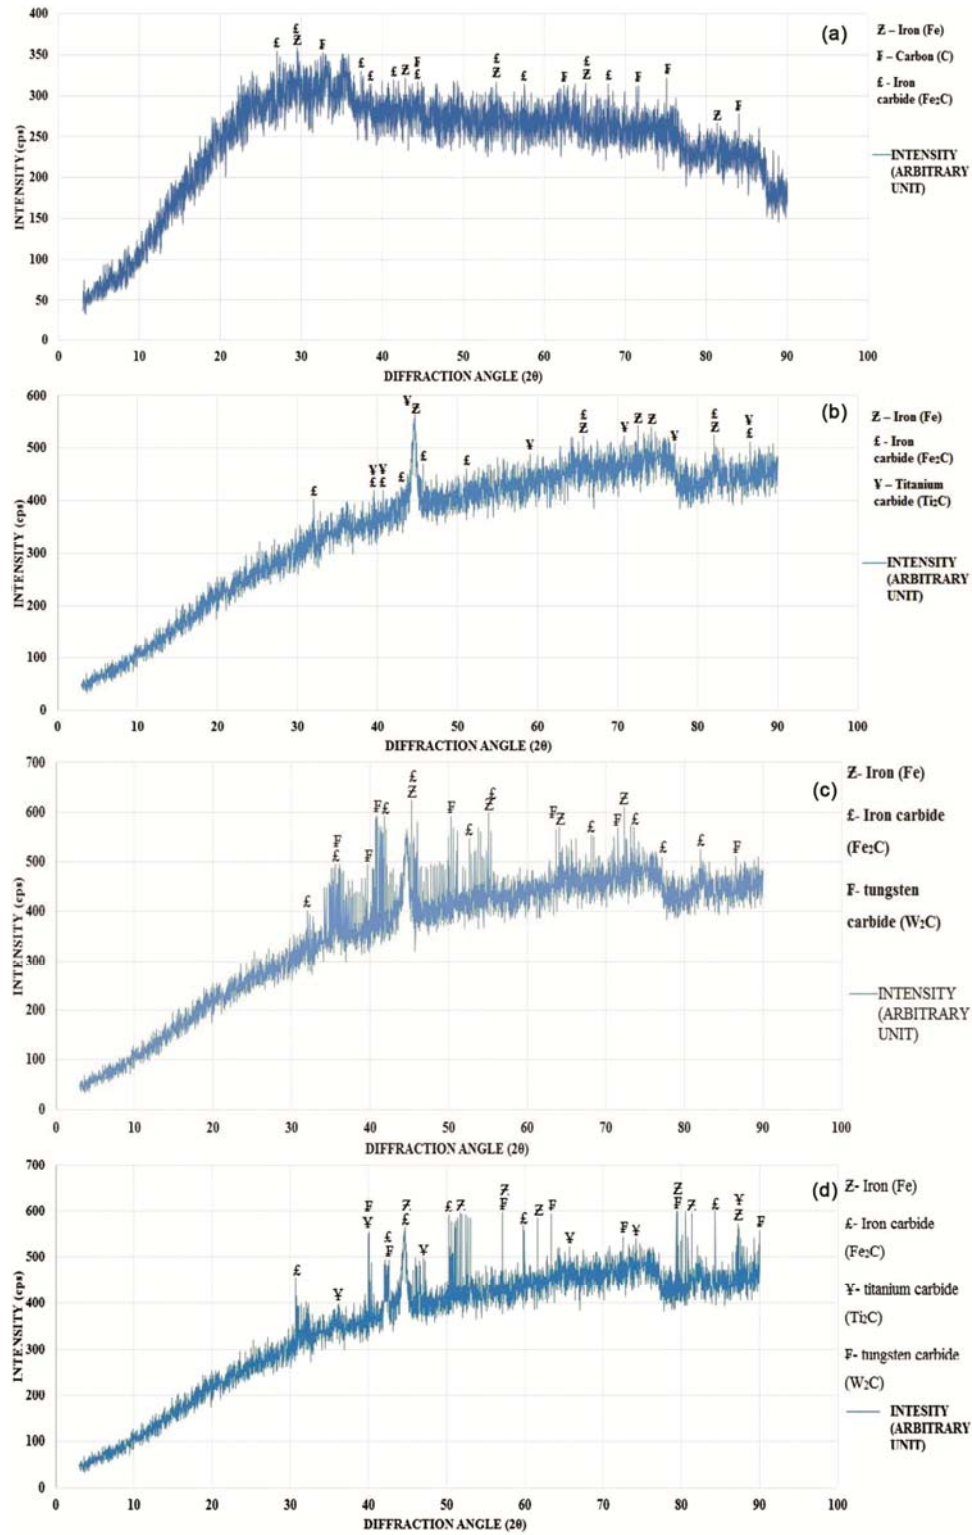 (a)
INTENSITY (cps)
400
350
300
250
200
150
100
50
0
£
£
Ƶ
₣
£
£
£
Ƶ
₣
£
£
Ƶ
£
₣
£
Ƶ
£
₣
₣
Ƶ
₣
0 10 20 30 40 50 60 70 80 90 100
DIFFRACTION ANGLE (2θ)
Ƶ – Iron (Fe)
₣ – Carbon (C)
£ - Iron
carbide (Fe₂C)
INTENSITY
(ARBITRARY
UNIT)
(b)
INTENSITY (cps)
600
500
400
300
200
100
0
£
¥
£
¥
£
£
¥
Ƶ
£
£
¥
£
Ƶ
¥
Ƶ
Ƶ
¥
£
Ƶ
¥
£
0 10 20 30 40 50 60 70 80 90 100
DIFFRACTION ANGLE (2θ)
Ƶ – Iron (Fe)
£ - Iron
carbide (Fe₂C)
¥ – Titanium
carbide (Ti₂C)
INTENSITY
(ARBITRARY
UNIT)
(c)
INTENSITY (cps)
700
600
500
400
300
200
100
0
£
₣
£
₣
₣
£
£
Ƶ
₣
£
£
Ƶ
₣
Ƶ
£
₣
Ƶ
£
£
£
₣
0 10 20 30 40 50 60 70 80 90 100
DIFFRACTION ANGLE (2θ)
Ƶ- Iron (Fe)
£- Iron carbide
(Fe₂C)
₣- tungsten
carbide (W₂C)
INTENSITY
(ARBITRARY
UNIT)
(d)
INTENSITY (cps)
700
600
500
400
300
200
100
0
£
¥
₣
¥
£
₣
Ƶ
£
¥
£
Ƶ
Ƶ
₣
£
Ƶ
₣
¥
₣
¥
Ƶ
₣
Ƶ
£
¥
Ƶ
₣
0 10 20 30 40 50 60 70 80 90 100
DIFFRACTION ANGLE (2θ)
Ƶ- Iron (Fe)
£- Iron carbide
(Fe₂C)
¥- titanium carbide
(Ti₂C)
₣- tungsten carbide
(W₂C)
INTESITY
(ARBITRARY
UNIT)